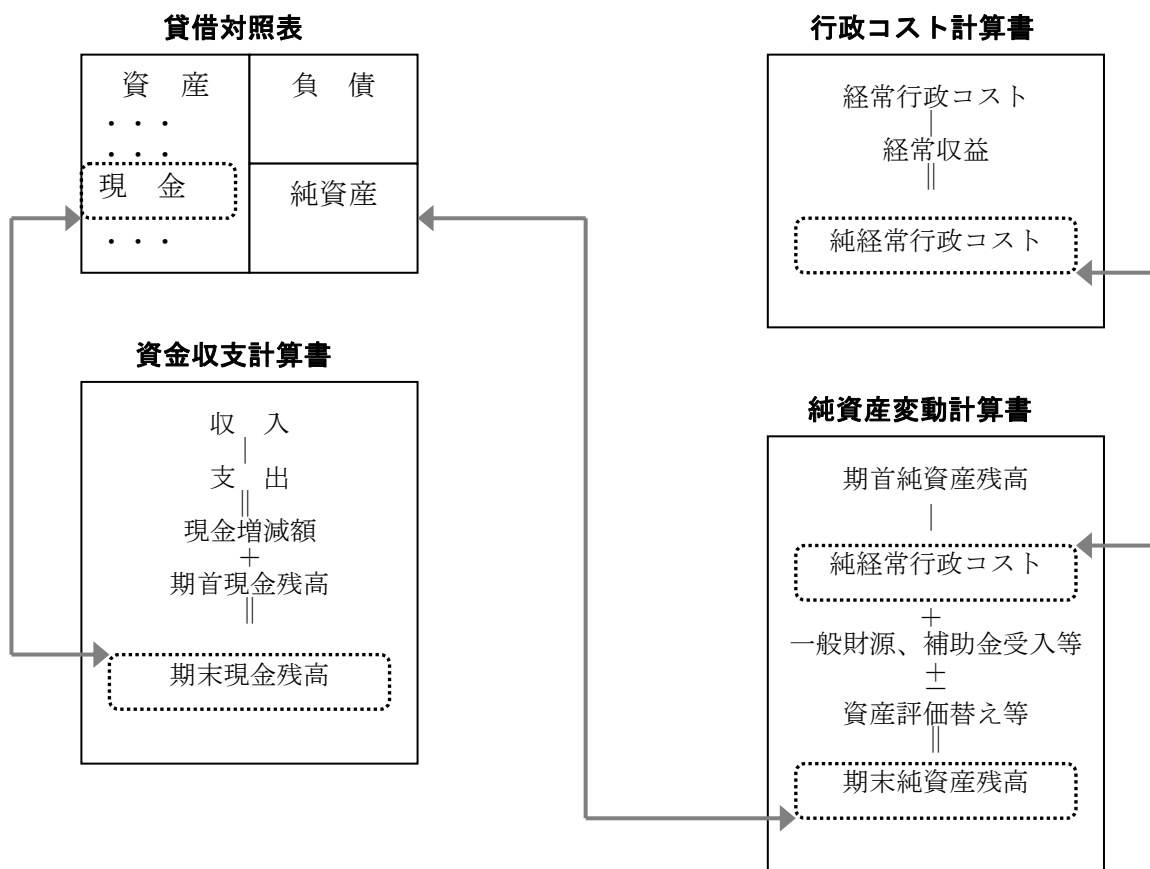 貸借対照表
資　産
・・・
・・・
現　金
・・・
負　債
純資産
資金収支計算書
収　入
｜
支　出
||
現金増減額
＋
期首現金残高
||
期末現金残高
行政コスト計算書
経常行政コスト
｜
経常収益
||
純経常行政コスト
純資産変動計算書
期首純資産残高
｜
純経常行政コスト
＋
一般財源、補助金受入等
±
資産評価替え等
||
期末純資産残高